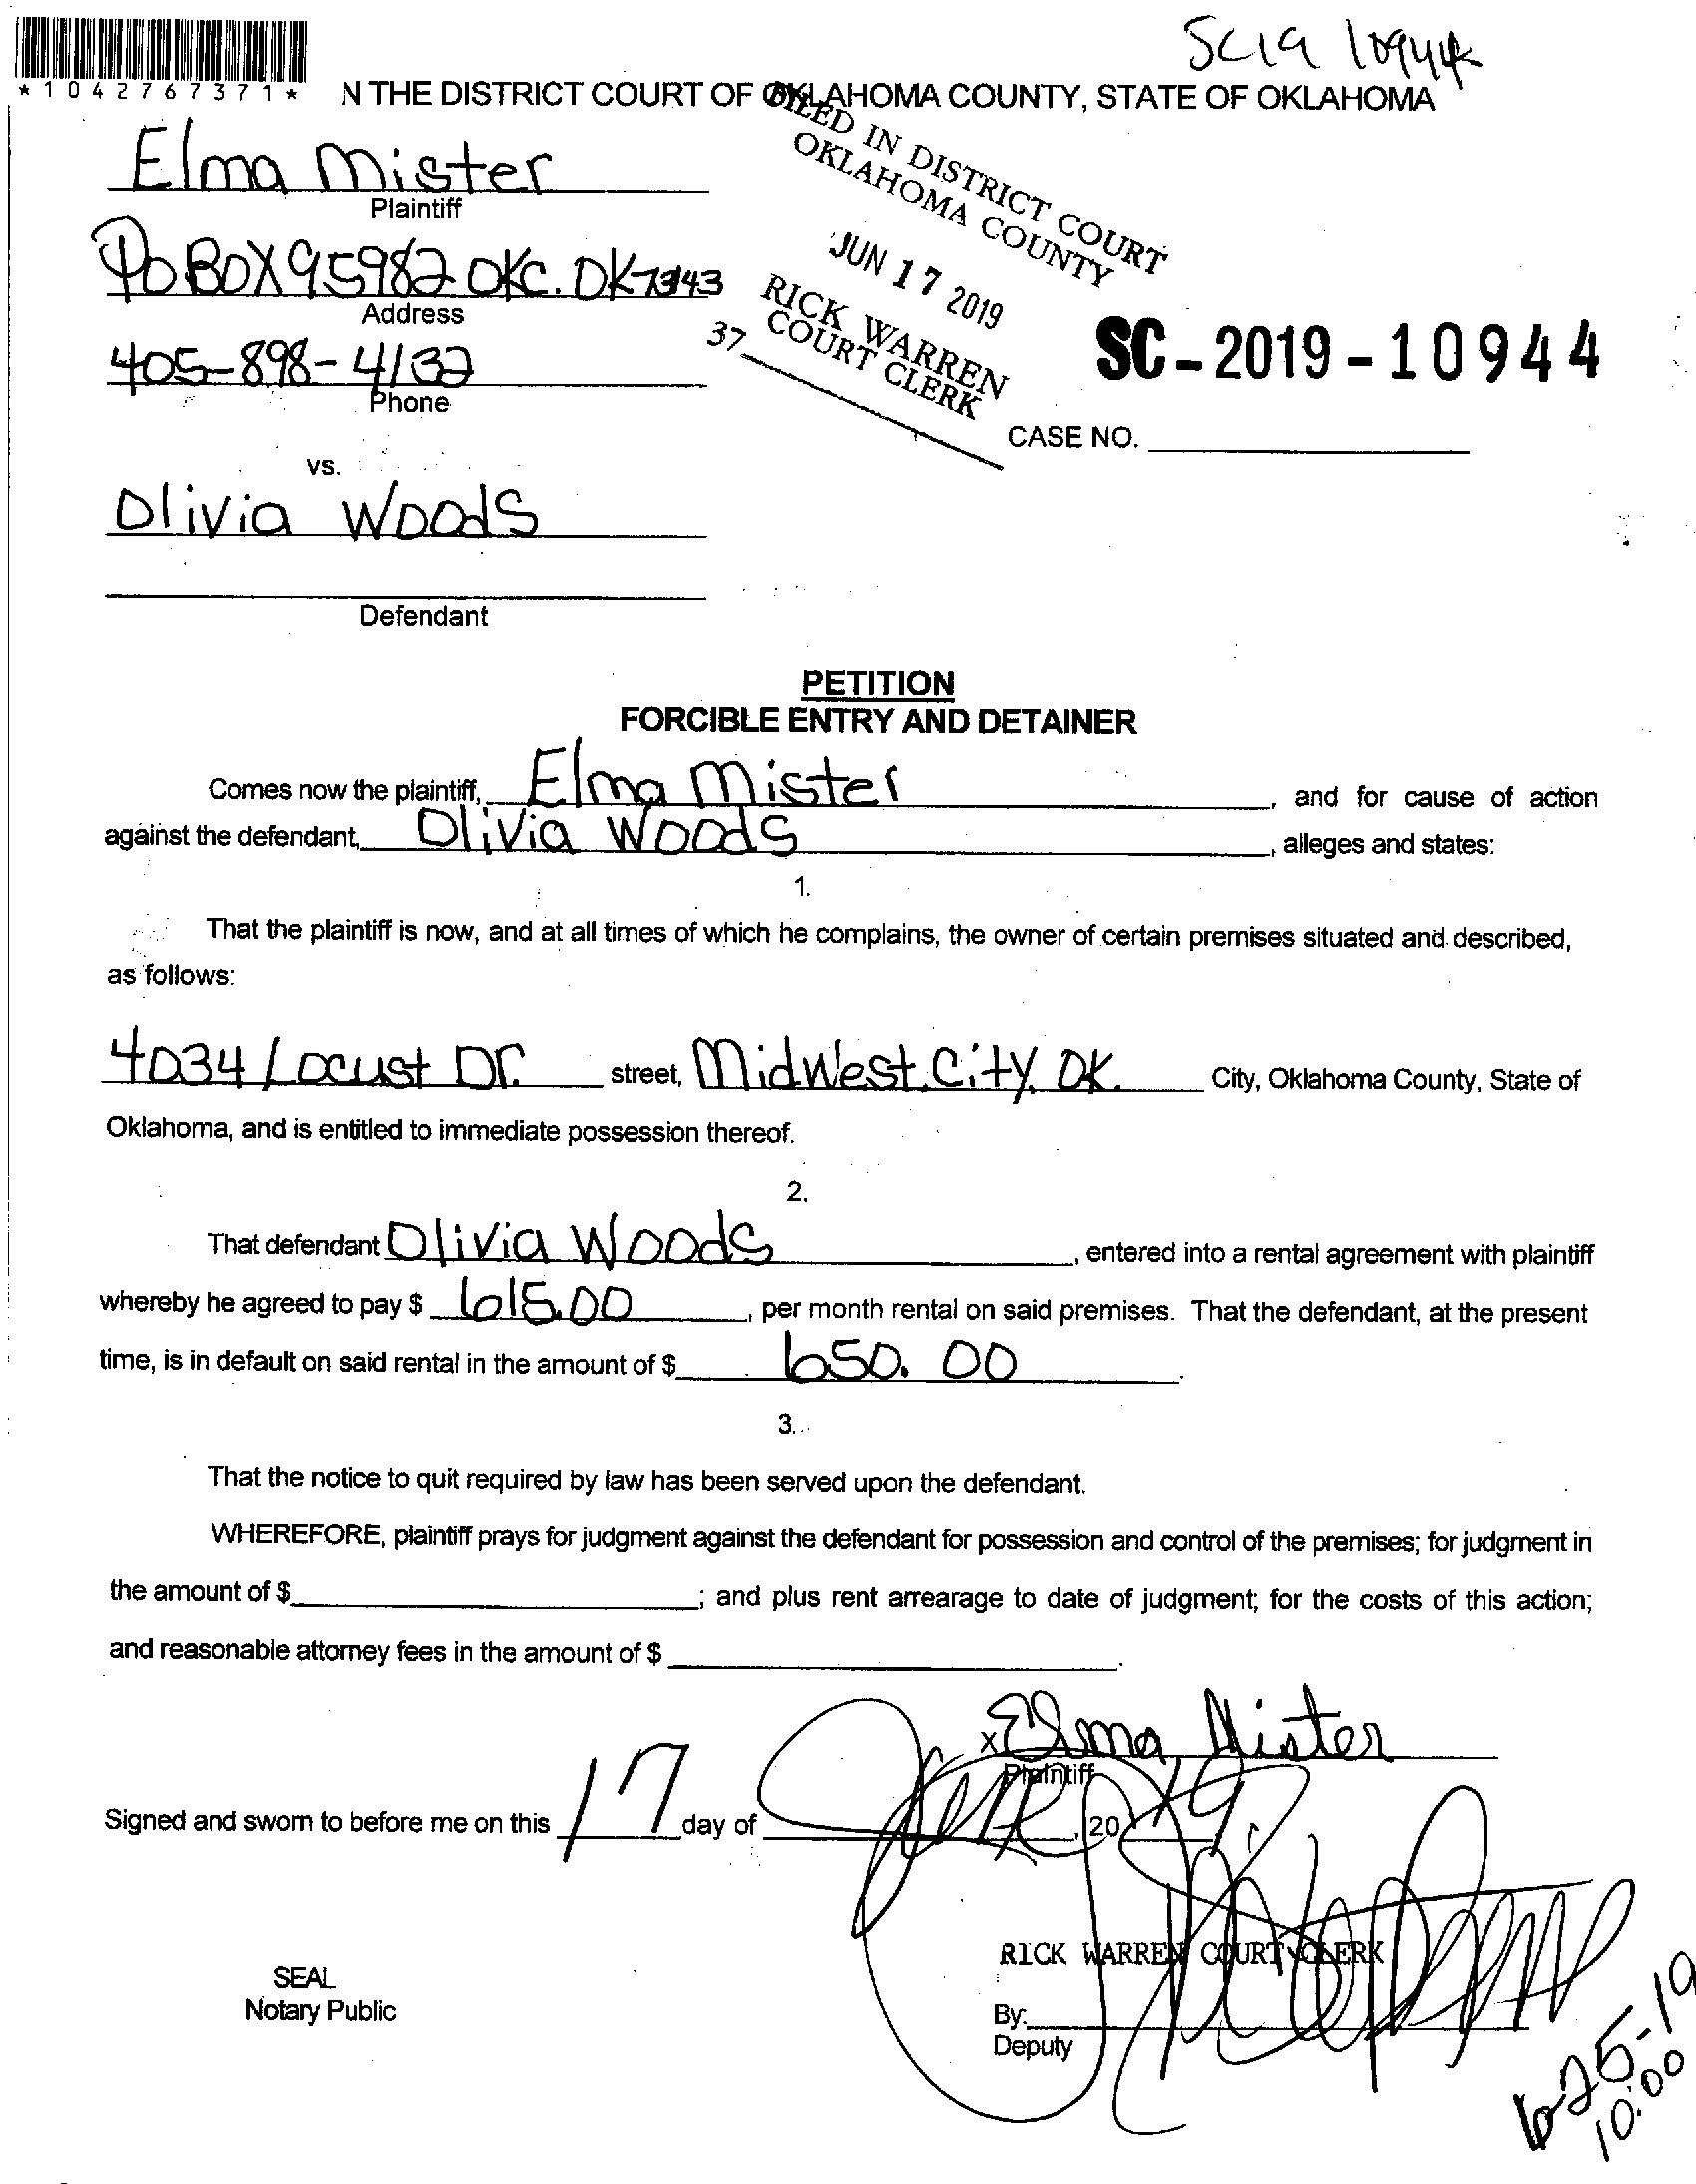 SC19 10944
*1042767371*
N THE DISTRICT COURT OF OKLAHOMA COUNTY, STATE OF OKLAHOMA
FILED IN DISTRICT COURT
OKLAHOMA COUNTY
JUN 17 2019
RICK WARREN
COURT CLERK
37
Elma Mister
Plaintiff
PO BOX 95982 OKC. OK
Address
405-898-4132
Phone
SC-2019-10944
CASE NO.
vs.
Olivia Woods
Defendant
PETITION
FORCIBLE ENTRY AND DETAINER
Comes now the plaintiff, Elma Mister, and for cause of action
against the defendant, Olivia Woods, alleges and states:
1.
That the plaintiff is now, and at all times of which he complains, the owner of certain premises situated and described,
as follows:
4034 Locust Dr. street, Midwest City, OK. City, Oklahoma County, State of
Oklahoma, and is entitled to immediate possession thereof.
2.
That defendant Olivia Woods, entered into a rental agreement with plaintiff
whereby he agreed to pay $ 615.00, per month rental on said premises. That the defendant, at the present
time, is in default on said rental in the amount of $ 650.00.
3.
That the notice to quit required by law has been served upon the defendant.
WHEREFORE, plaintiff prays for judgment against the defendant for possession and control of the premises; for judgment in
the amount of $ ; and plus rent arrearage to date of judgment; for the costs of this action;
and reasonable attorney fees in the amount of $ .
x Elma Mister
Plaintiff
Signed and sworn to before me on this 17 day of June, 2019
RICK WARREN COURT CLERK
SEAL
Notary Public
By:
Deputy
6-25-19
10:00